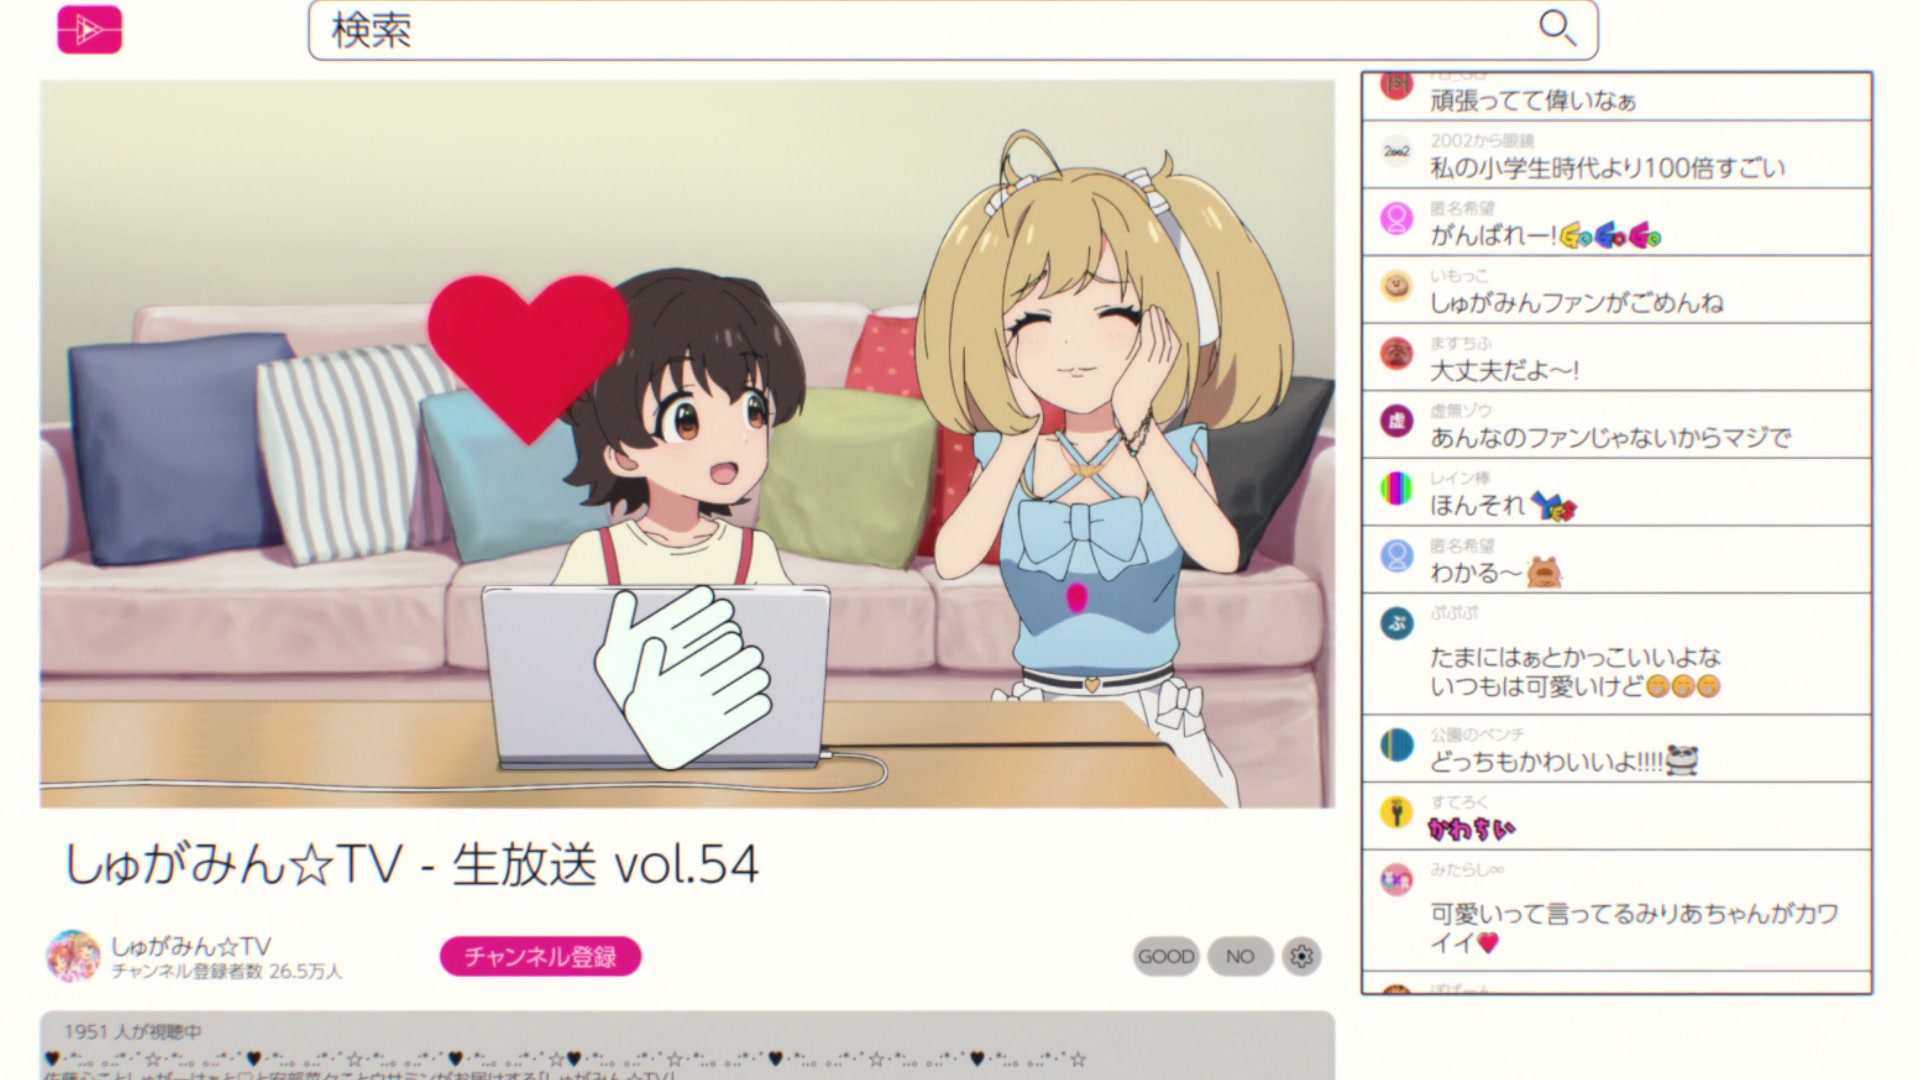 検索
しゅがみん☆TV - 生放送 vol.54
しゅがみん☆TV
チャンネル登録者数 26.5万人
チャンネル登録
GOOD
NO
1951 人が視聴中
頑張ってて偉いなぁ
2002
2002から眼鏡
私の小学生時代より100倍すごい
匿名希望
がんばれー!GoGoGo
いもっこ
しゅがみんファンがごめんね
ますちふ
大丈夫だよ〜!
虚
虚無ゾウ
あんなのファンじゃないからマジで
レイン棒
ほんそれ YES
匿名希望
わかる〜
ぷ
ぷぷぷ
たまにはぁとかっこいいよな
いつもは可愛いけど
公園のベンチ
どっちもかわいいよ!!!!
すてろく
かわちい
みたらし∞
可愛いって言ってるみりあちゃんがカワ
イイ♥